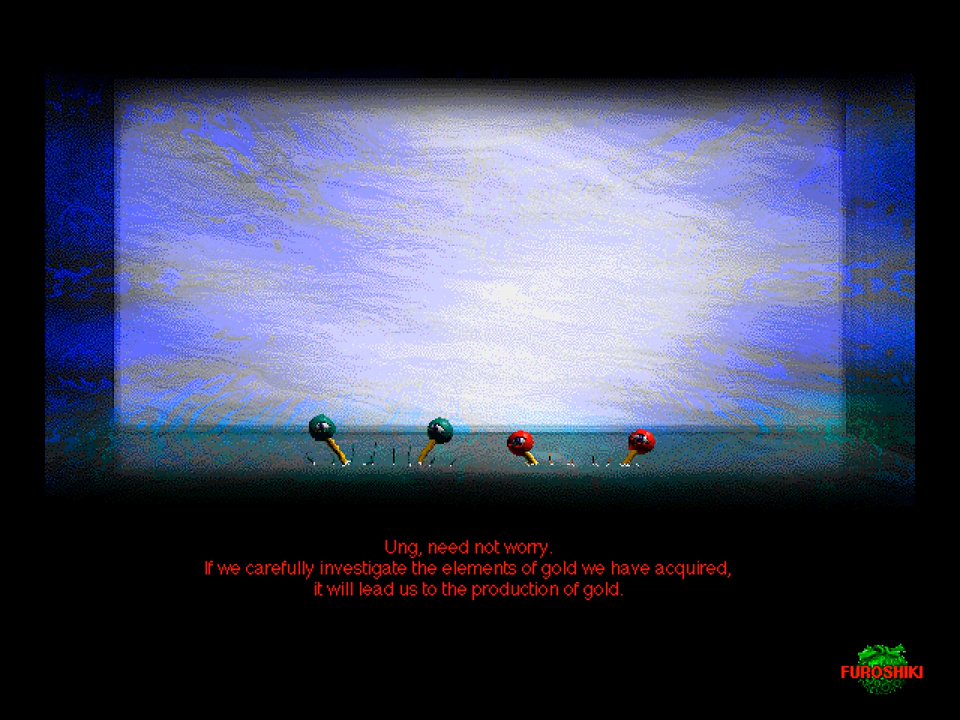 Ung, need not worry.
If we carefully investigate the elements of gold we have acquired,
it will lead us to the production of gold.
FUROSHIKI